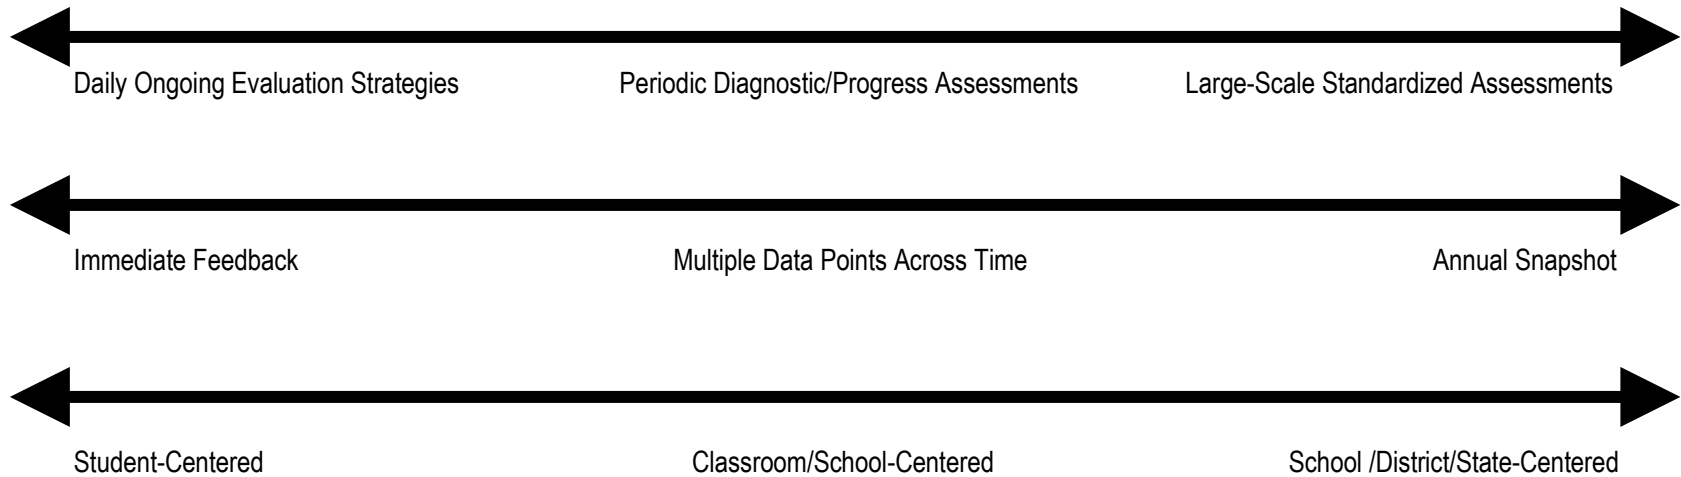 Daily Ongoing Evaluation Strategies Periodic Diagnostic/Progress Assessments Large-Scale Standardized Assessments
Immediate Feedback Multiple Data Points Across Time Annual Snapshot
Student-Centered Classroom/School-Centered School /District/State-Centered